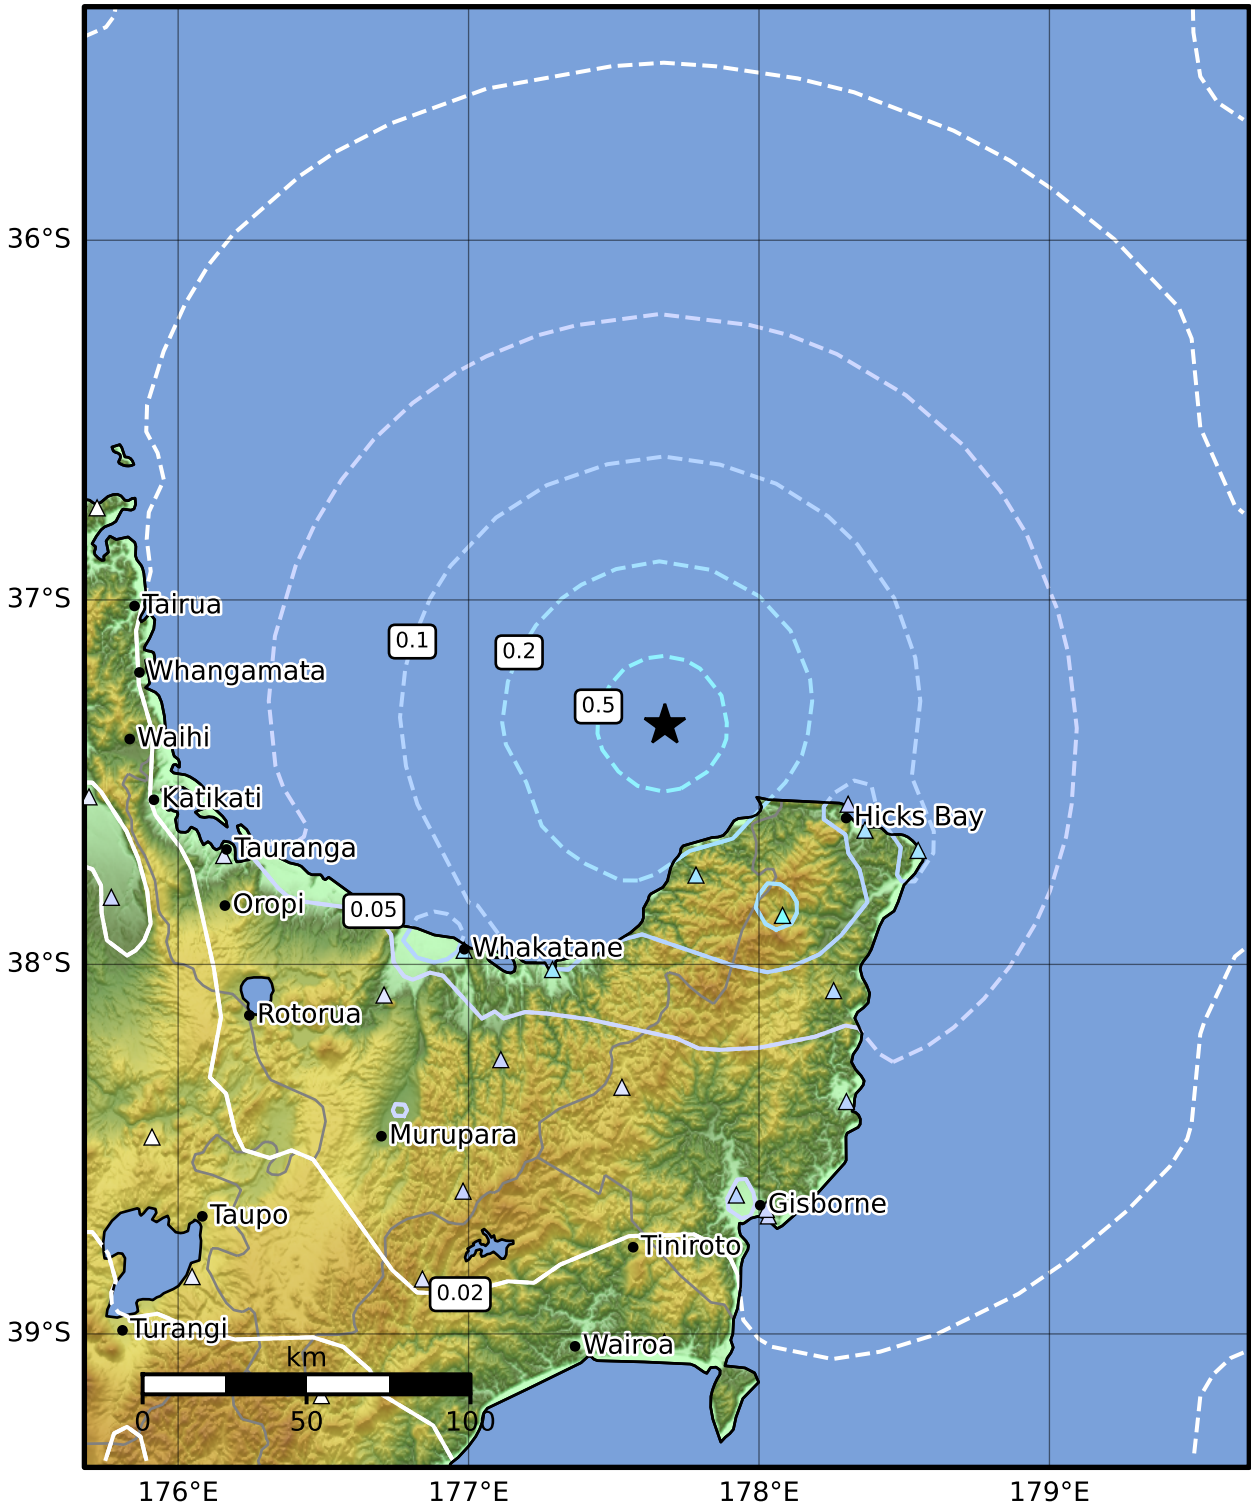 36°S
37°S
Tairua
0.1
0.2
Whangamata
0.5
Waihi
Katikati
Hicks Bay
Tauranga
Oropi
0.05
Whakatane
38°S
Rotorua
Murupara
Gisborne
Taupo
Tiniroto
0.02
Turangi
39°S
Wairoa
km
0 50 100
176°E 177°E 178°E 179°E